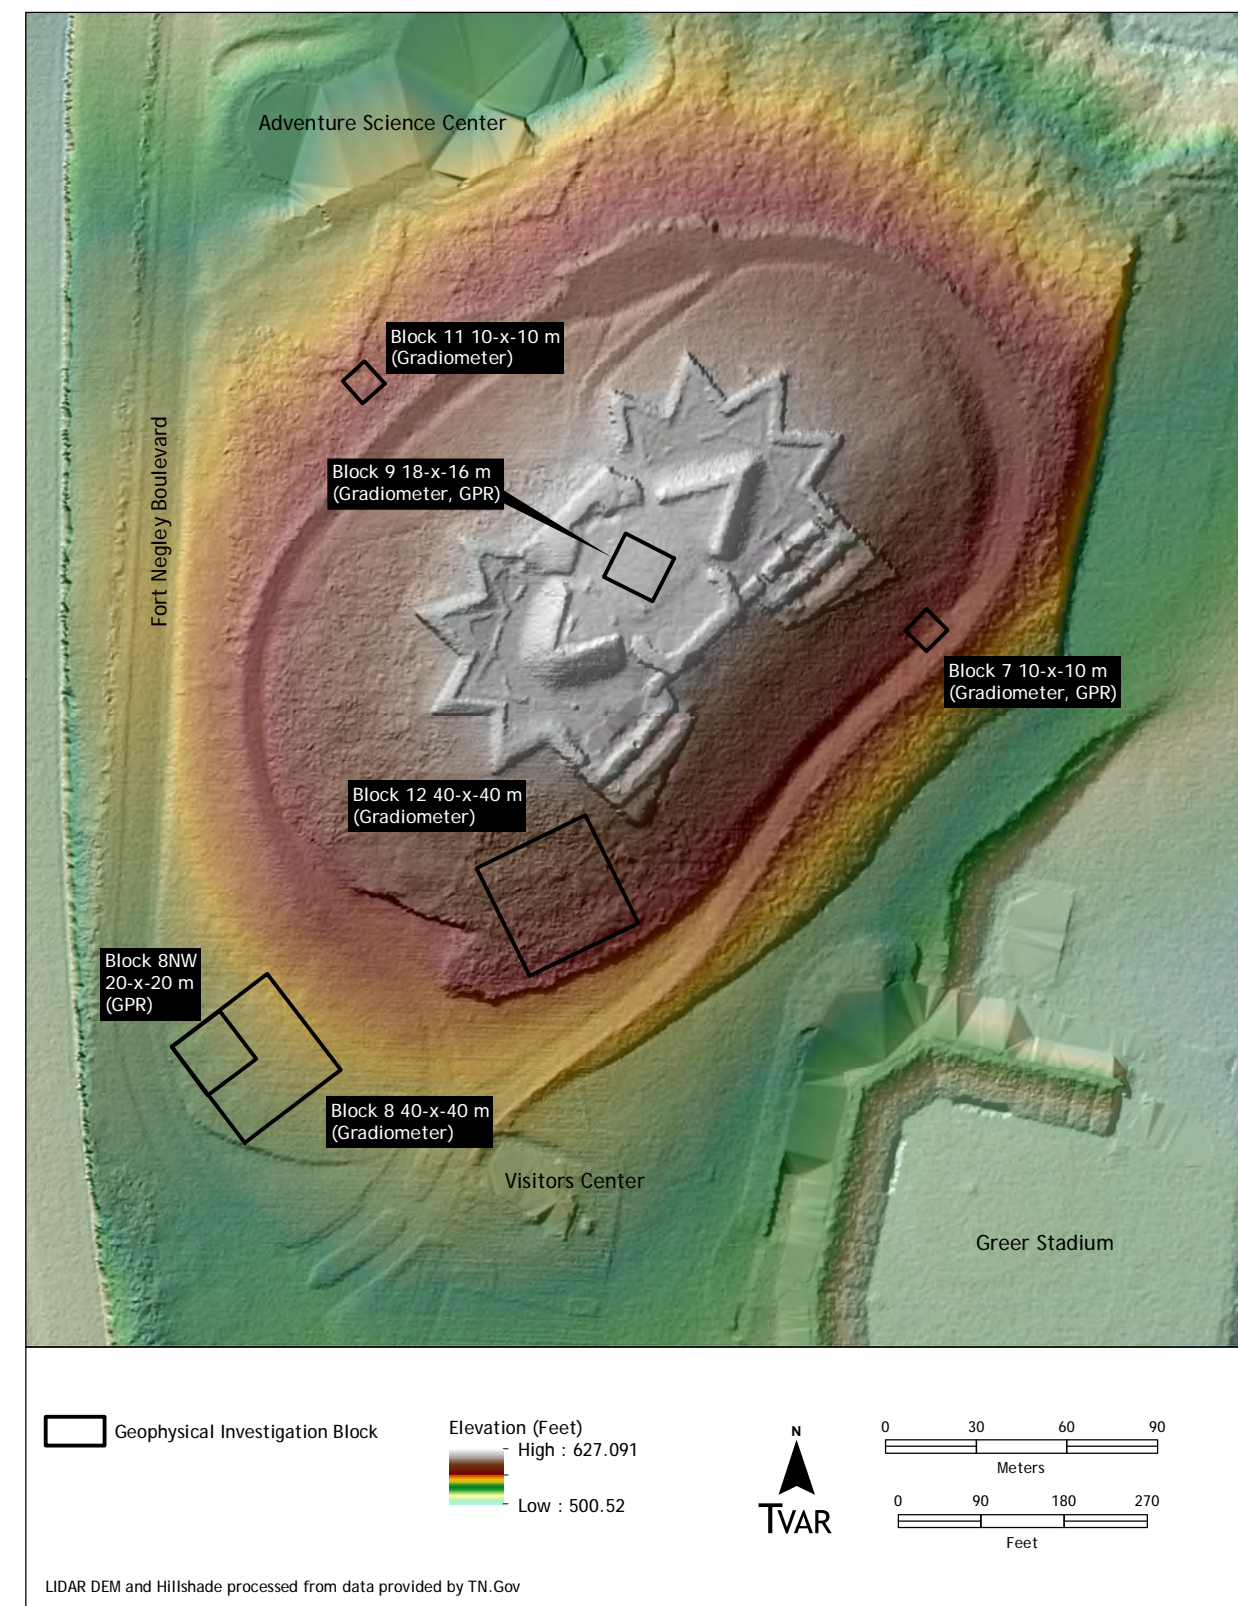 Adventure Science Center
Block 11 10-x-10 m
(Gradiometer)
Fort Negley Boulevard
Block 9 18-x-16 m
(Gradiometer, GPR)
Block 7 10-x-10 m
(Gradiometer, GPR)
Block 12 40-x-40 m
(Gradiometer)
Block 8NW
20-x-20 m
(GPR)
Block 8 40-x-40 m
(Gradiometer)
Visitors Center
Greer Stadium
Geophysical Investigation Block
Elevation (Feet)
High : 627.091
Low : 500.52
N
TVAR
0 30 60 90
Meters
0 90 180 270
Feet
LIDAR DEM and Hillshade processed from data provided by TN.Gov